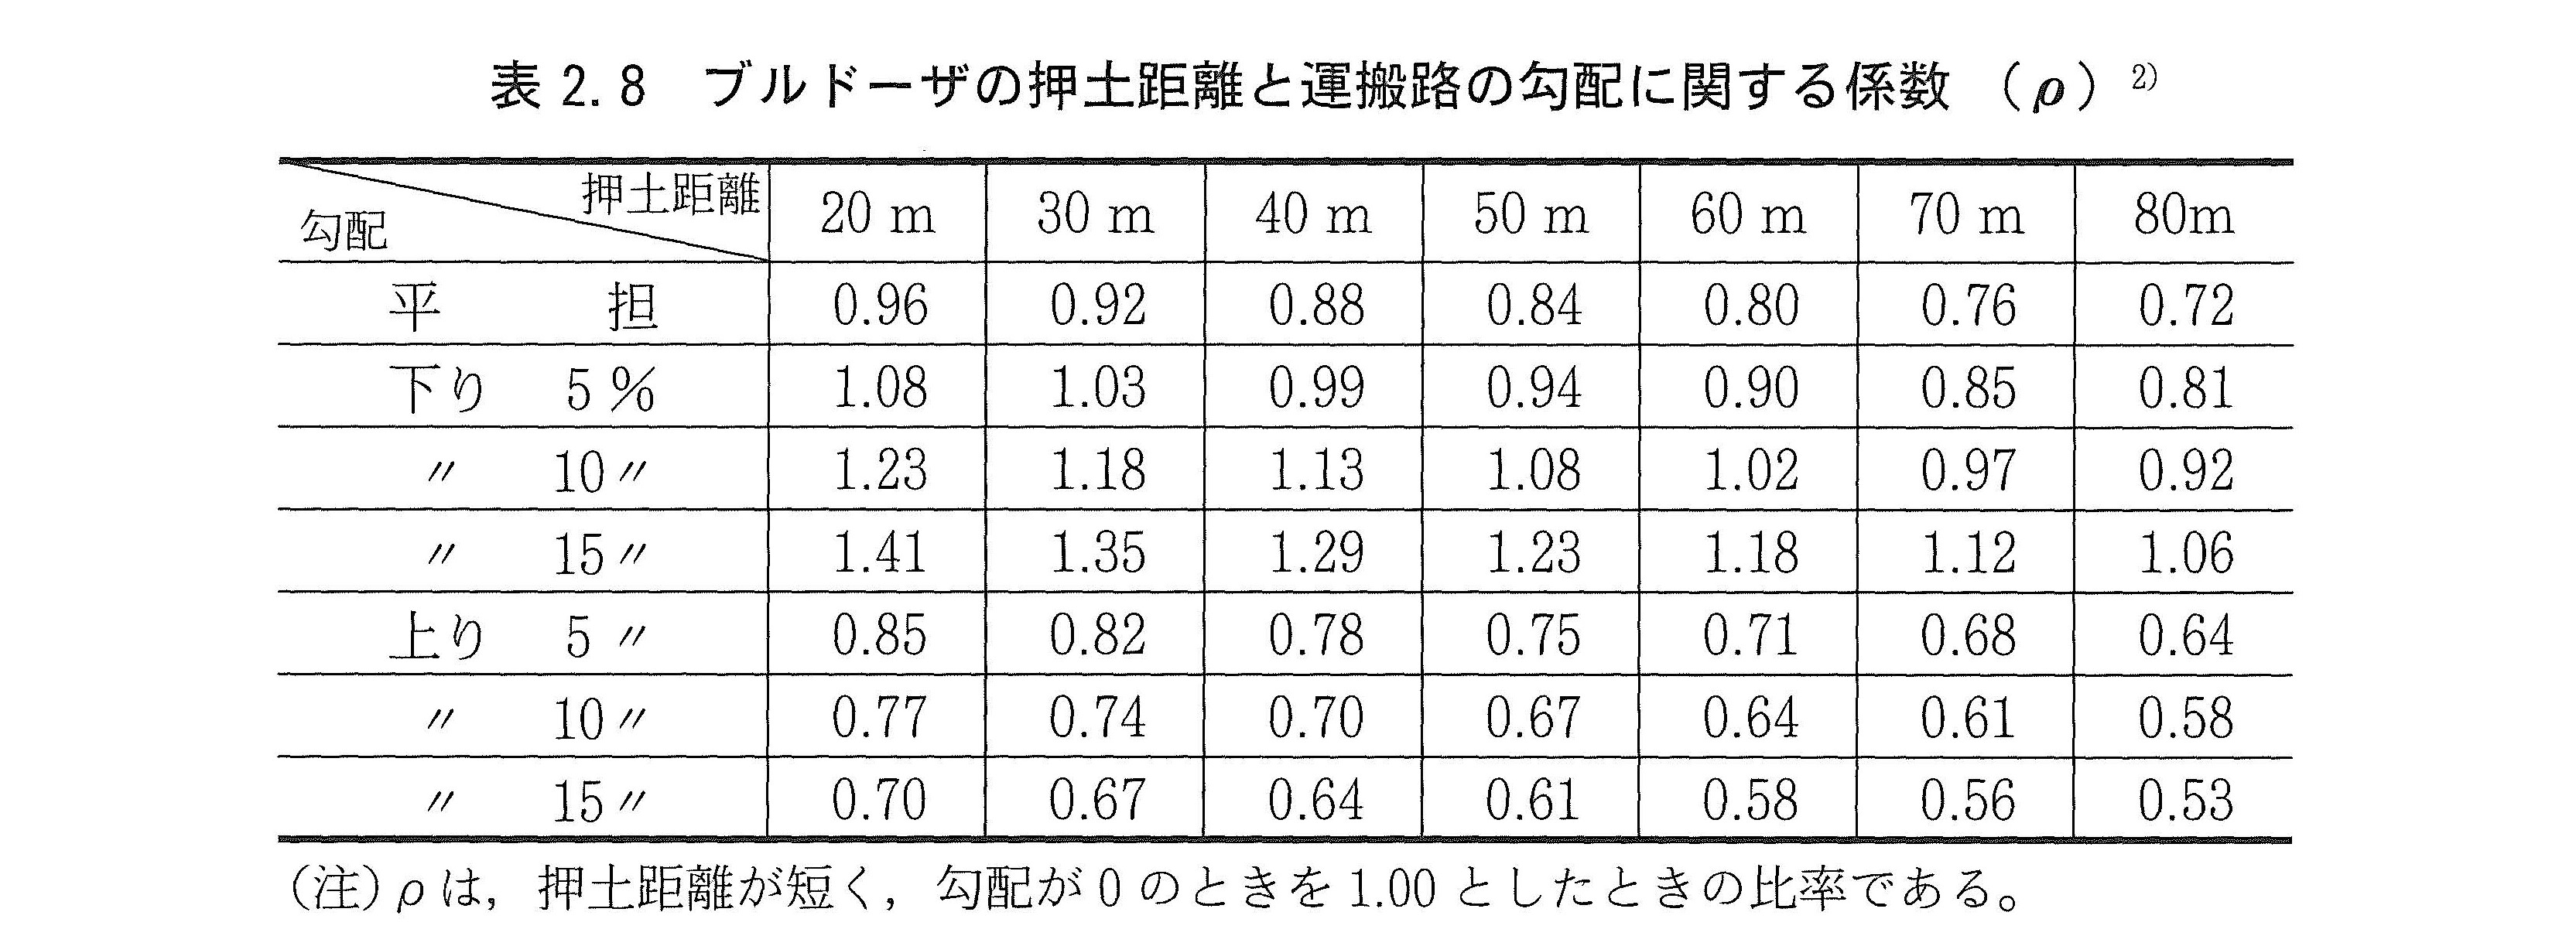 表 2.8 ブルドーザの押土距離と運搬路の勾配に関する係数 (ρ) 2)
勾配 押土距離 20 m 30 m 40 m 50 m 60 m 70 m 80m
平 担 0.96 0.92 0.88 0.84 0.80 0.76 0.72
下り 5% 1.08 1.03 0.99 0.94 0.90 0.85 0.81
〃 10〃 1.23 1.18 1.13 1.08 1.02 0.97 0.92
〃 15〃 1.41 1.35 1.29 1.23 1.18 1.12 1.06
上り 5〃 0.85 0.82 0.78 0.75 0.71 0.68 0.64
〃 10〃 0.77 0.74 0.70 0.67 0.64 0.61 0.58
〃 15〃 0.70 0.67 0.64 0.61 0.58 0.56 0.53
(注)ρは，押土距離が短く，勾配が0のときを1.00としたときの比率である。